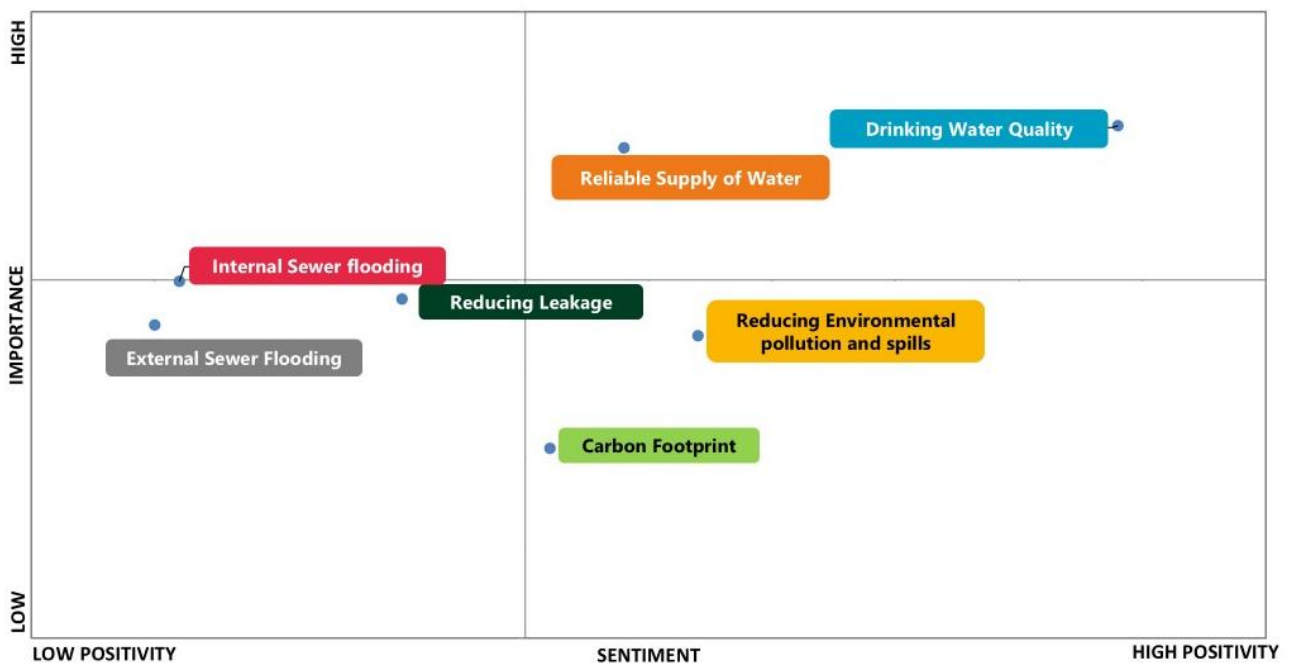 HIGH
Drinking Water Quality
Reliable Supply of Water
Internal Sewer flooding
IMPORTANCE
Reducing Leakage
Reducing Environmental
pollution and spills
External Sewer Flooding
Carbon Footprint
LOW
LOW POSITIVITY
SENTIMENT
HIGH POSITIVITY